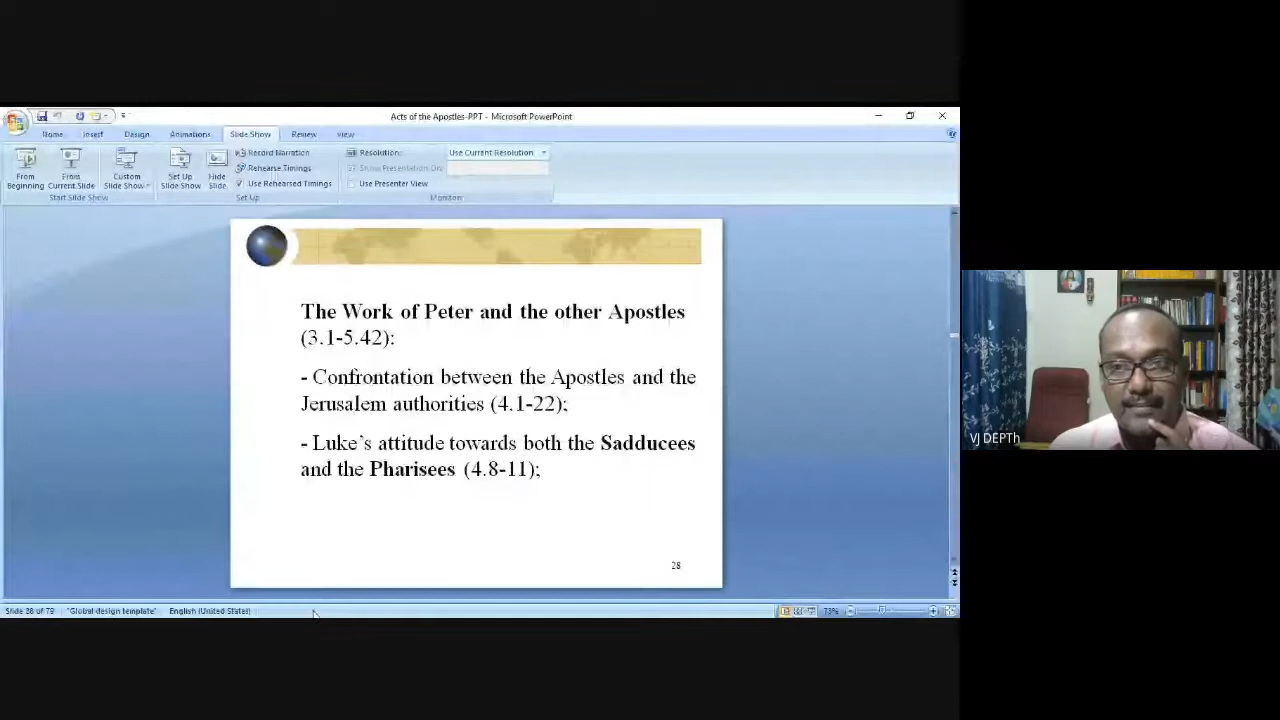 Acts of the Apostles-PPT - Microsoft PowerPoint
Home Insert Design Animations Slide Show Review View
From Beginning
From Current Slide
Custom Slide Show
Set Up Slide Show
Hide Slide
Record Narration
Rehearse Timings
Use Rehearsed Timings
Resolution: Use Current Resolution
Show Presentation On:
Use Presenter View
Start Slide Show Set Up Monitors
The Work of Peter and the other Apostles
(3.1-5.42):
- Confrontation between the Apostles and the
Jerusalem authorities (4.1-22);
- Luke's attitude towards both the Sadducees
and the Pharisees (4.8-11);
28
VJ DEPTh
Slide 28 of 79 "Global design template" English (United States) 73%